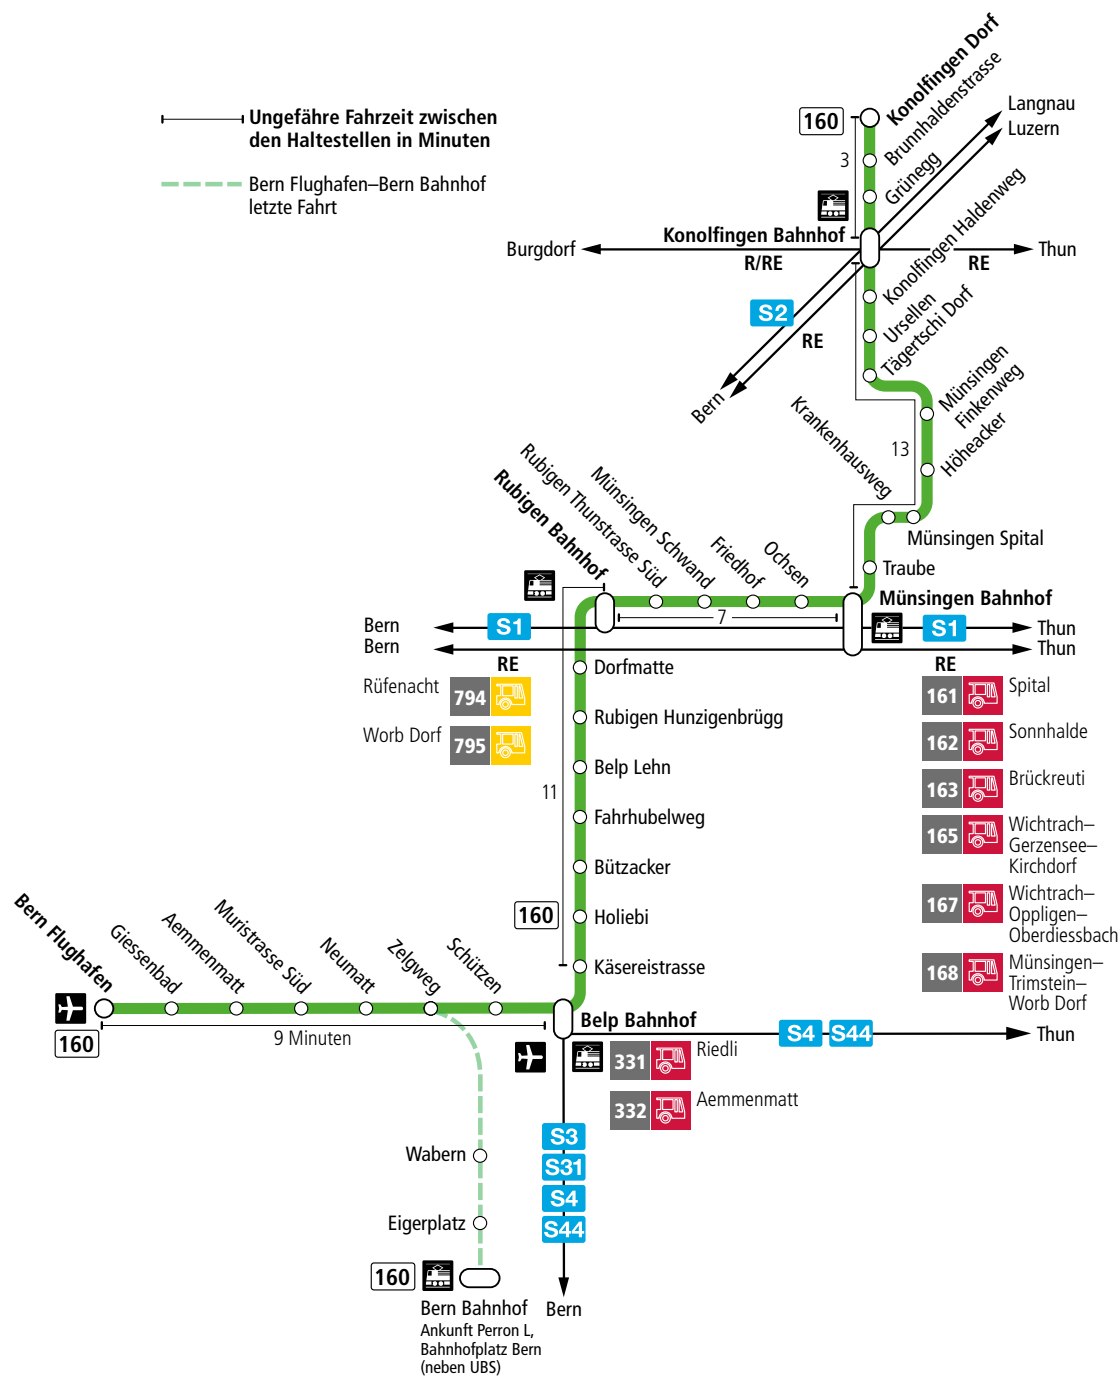 Ungefähre Fahrzeit zwischen
den Haltestellen in Minuten
Bern Flughafen–Bern Bahnhof
letzte Fahrt
160
3
Konolfingen Dorf
Brunnhaldenstrasse
Grünegg
Langnau
Luzern
Konolfingen Bahnhof
Burgdorf
R/RE
RE
Thun
S2
RE
Bern
Konolfingen Haldenweg
Ursellen
Tägertschi Dorf
Münsingen
Finkenweg
Höheacker
13
Krankenhausweg
Münsingen Spital
Traube
Münsingen Bahnhof
Ochsen
Friedhof
Münsingen Schwand
Rubigen Thunstrasse Süd
Rubigen Bahnhof
7
Bern
S1
S1
Thun
Bern
Thun
RE
RE
Rüfenacht
794
Worb Dorf
795
161
Spital
162
Sonnhalde
163
Brückreuti
165
Wichtrach–
Gerzensee–
Kirchdorf
167
Wichtrach–
Oppligen–
Oberdiessbach
168
Münsingen–
Trimstein–
Worb Dorf
Dorfmatte
Rubigen Hunzigenbrügg
Belp Lehn
11
Fahrhubelweg
Bützacker
160
Holiebi
Käsereistrasse
Bern Flughafen
Giessenbad
Aemmenmatt
Muristrasse Süd
Neumatt
Zelgweg
Schützen
Belp Bahnhof
160
9 Minuten
S4
S44
Thun
331
Riedli
332
Aemmenmatt
S3
S31
S4
S44
Bern
Wabern
Eigerplatz
160
Bern Bahnhof
Ankunft Perron L,
Bahnhofplatz Bern
(neben UBS)